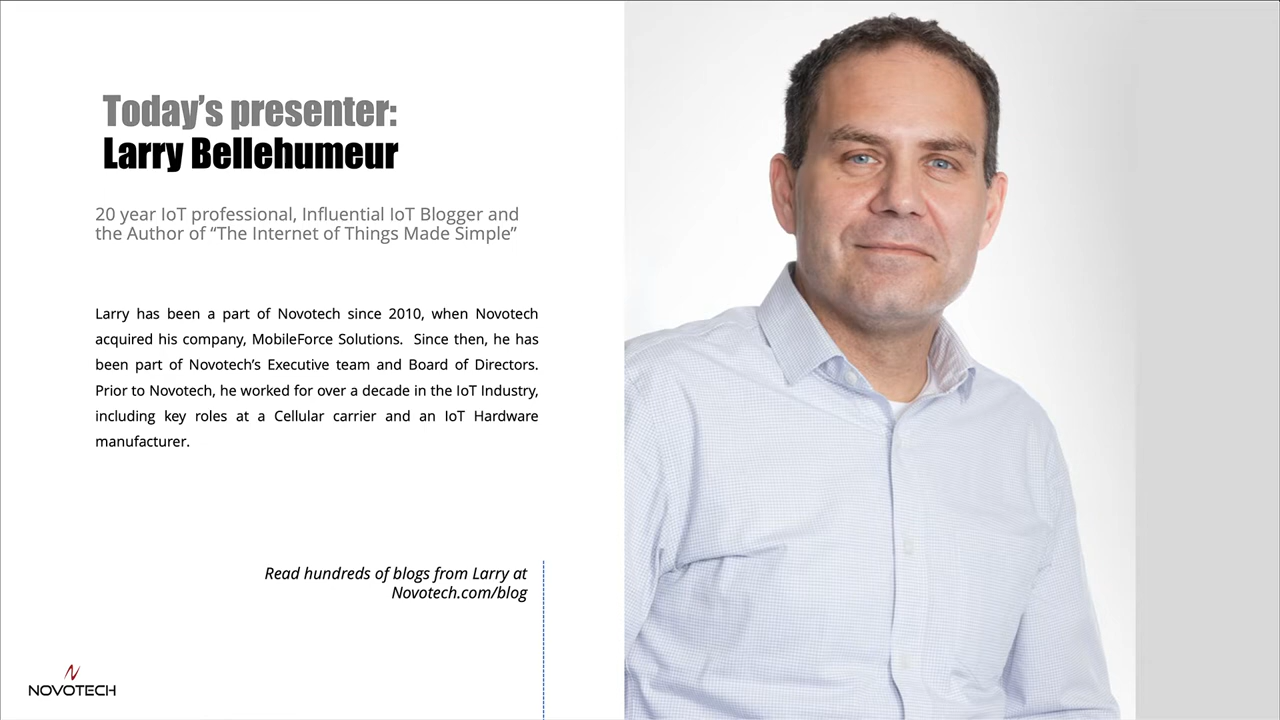 Today’s presenter:
Larry Bellehumeur
20 year IoT professional, Influential IoT Blogger and
the Author of “The Internet of Things Made Simple”
Larry has been a part of Novotech since 2010, when Novotech
acquired his company, MobileForce Solutions.  Since then, he has
been part of Novotech’s Executive team and Board of Directors.
Prior to Novotech, he worked for over a decade in the IoT Industry,
including key roles at a Cellular carrier and an IoT Hardware
manufacturer.
Read hundreds of blogs from Larry at
Novotech.com/blog
NOVOTECH